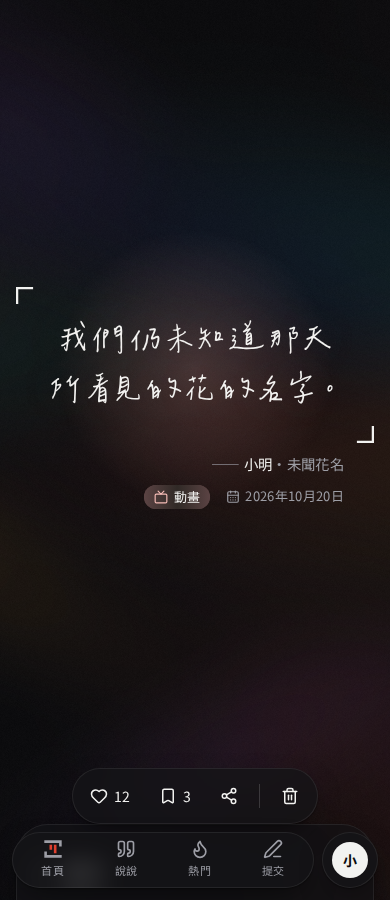 我們仍未知道那天
所看見的花的名字。
—— 小明・未聞花名
動畫 2026年10月20日
12 3
首頁 說說 熱門 提交 小